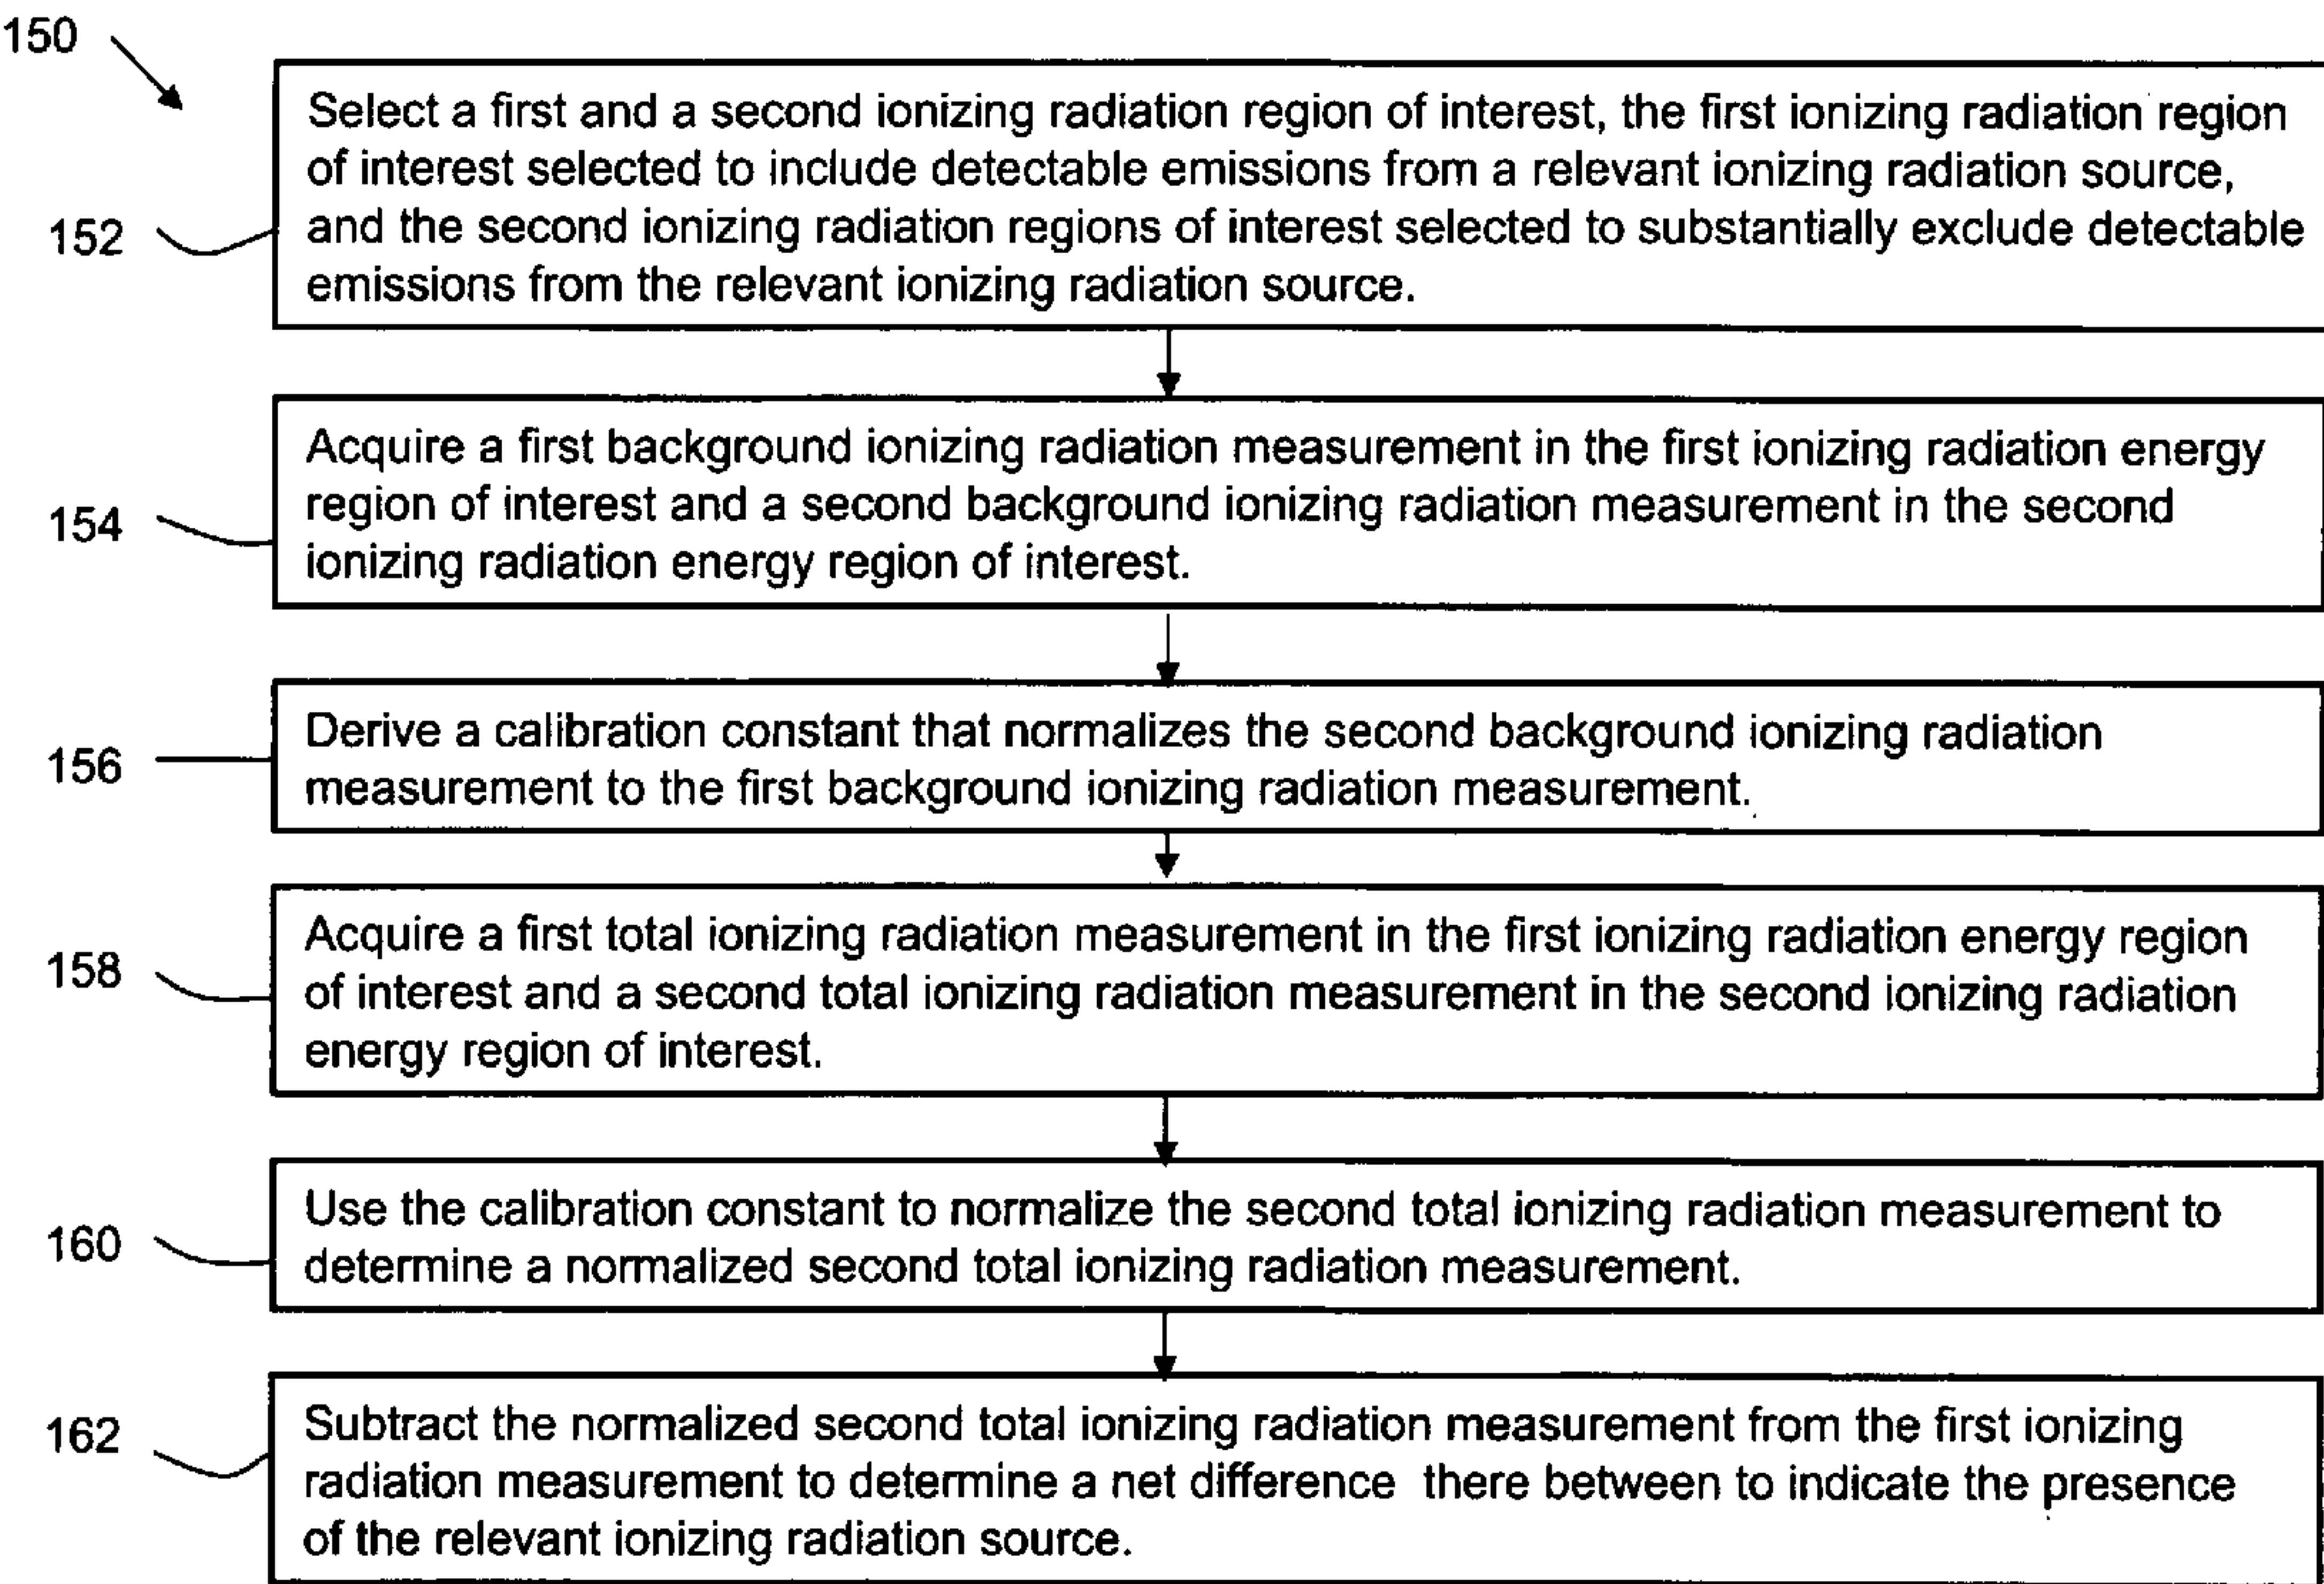 150
Select a first and a second ionizing radiation region of interest, the first ionizing radiation region
of interest selected to include detectable emissions from a relevant ionizing radiation source,
152
and the second ionizing radiation regions of interest selected to substantially exclude detectable
emissions from the relevant ionizing radiation source.
Acquire a first background ionizing radiation measurement in the first ionizing radiation energy
154
region of interest and a second background ionizing radiation measurement in the second
ionizing radiation energy region of interest.
156
Derive a calibration constant that normalizes the second background ionizing radiation
measurement to the first background ionizing radiation measurement.
158
Acquire a first total ionizing radiation measurement in the first ionizing radiation energy region
of interest and a second total ionizing radiation measurement in the second ionizing radiation
energy region of interest.
160
Use the calibration constant to normalize the second total ionizing radiation measurement to
determine a normalized second total ionizing radiation measurement.
162
Subtract the normalized second total ionizing radiation measurement from the first ionizing
radiation measurement to determine a net difference there between to indicate the presence
of the relevant ionizing radiation source.